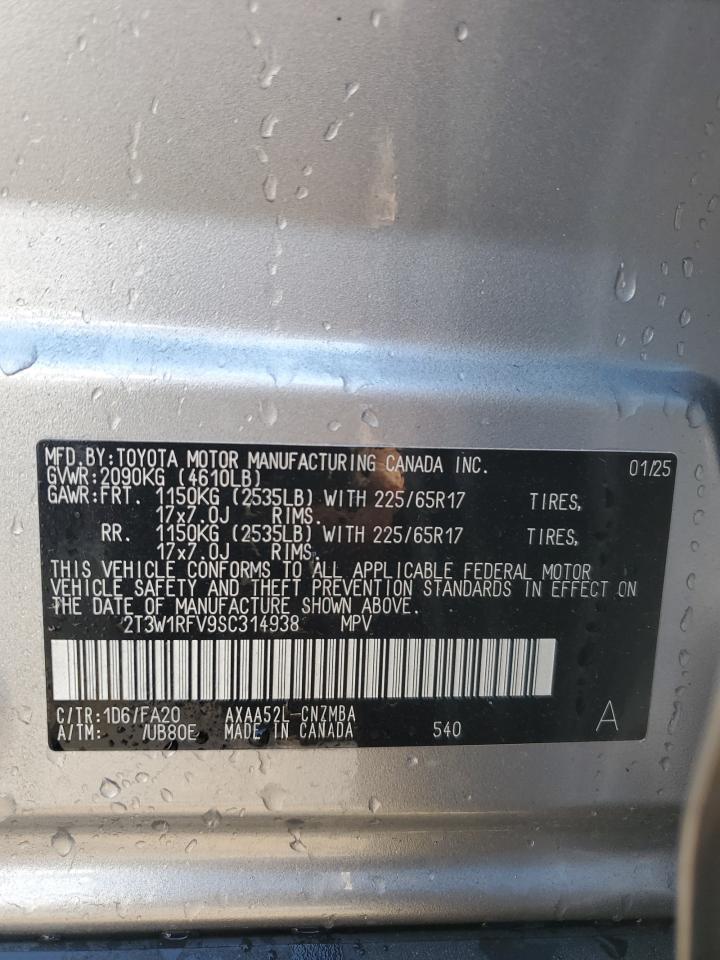 MFD.BY:TOYOTA MOTOR MANUFACTURING CANADA INC. 01/25
GVWR:2090KG (4610LB)
GAWR:FRT. 1150KG (2535LB) WITH 225/65R17 TIRES,
17x7.0J RIMS.
RR. 1150KG (2535LB) WITH 225/65R17 TIRES,
17x7.0J RIMS.
THIS VEHICLE CONFORMS TO ALL APPLICABLE FEDERAL MOTOR
VEHICLE SAFETY AND THEFT PREVENTION STANDARDS IN EFFECT ON
THE DATE OF MANUFACTURE SHOWN ABOVE.
2T3W1RFV9SC314938 MPV
C/TR:1D6/FA20 AXAA52L-CNZMBA
A/TM: /UB80E MADE IN CANADA 540 A